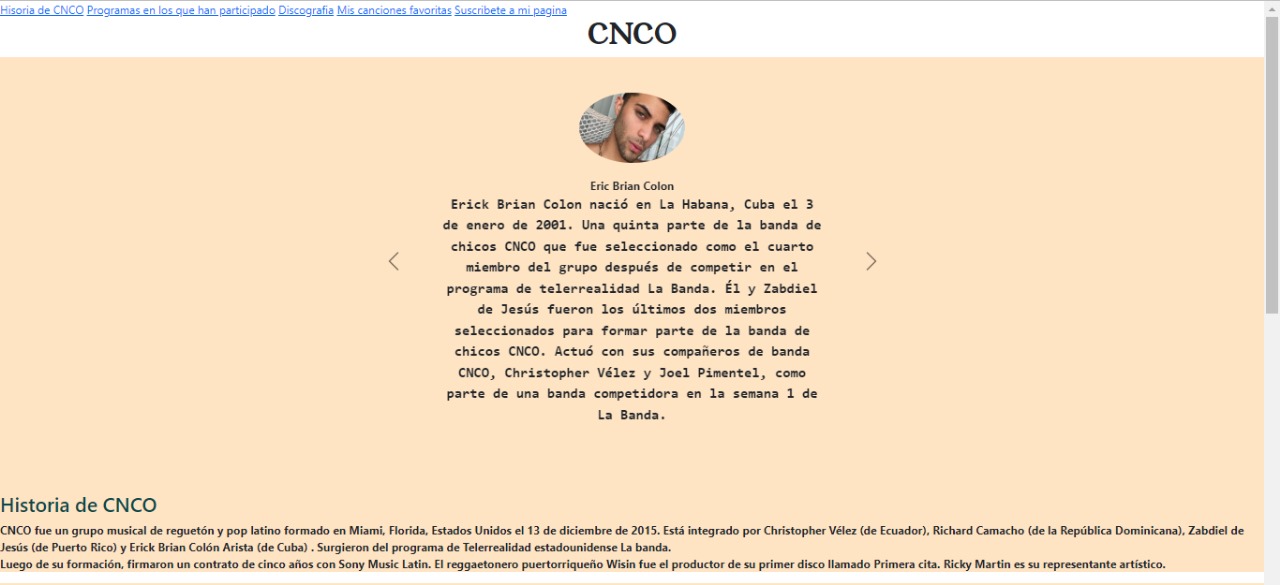 Hisoria de CNCO Programas en los que han participado Discografia Mis canciones favoritas Suscribete a mi pagina
CNCO
Eric Brian Colon
Erick Brian Colon nació en La Habana, Cuba el 3
de enero de 2001. Una quinta parte de la banda de
chicos CNCO que fue seleccionado como el cuarto
miembro del grupo después de competir en el
programa de telerrealidad La Banda. Él y Zabdiel
de Jesús fueron los últimos dos miembros
seleccionados para formar parte de la banda de
chicos CNCO. Actuó con sus compañeros de banda
CNCO, Christopher Vélez y Joel Pimentel, como
parte de una banda competidora en la semana 1 de
La Banda.
Historia de CNCO
CNCO fue un grupo musical de reguetón y pop latino formado en Miami, Florida, Estados Unidos el 13 de diciembre de 2015. Está integrado por Christopher Vélez (de Ecuador), Richard Camacho (de la República Dominicana), Zabdiel de
Jesús (de Puerto Rico) y Erick Brian Colón Arista (de Cuba) . Surgieron del programa de Telerrealidad estadounidense La banda.
Luego de su formación, firmaron un contrato de cinco años con Sony Music Latin. El reggaetonero puertorriqueño Wisin fue el productor de su primer disco llamado Primera cita. Ricky Martin es su representante artístico.